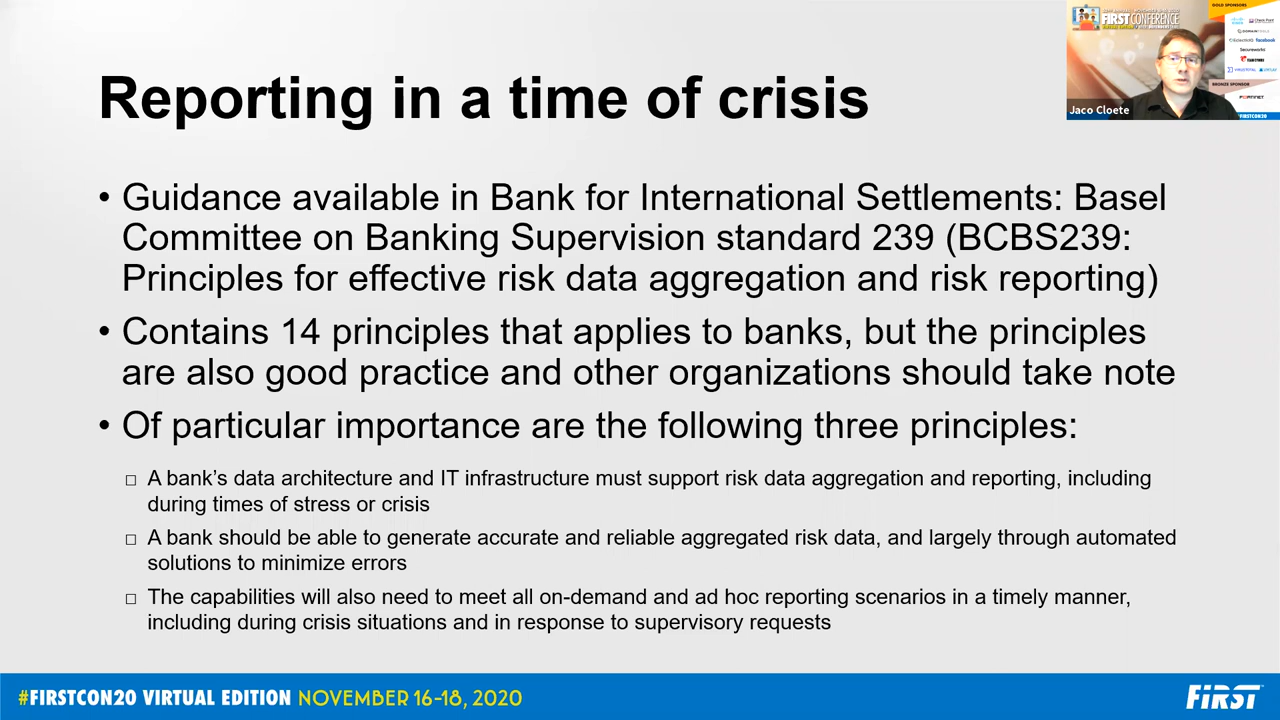 Reporting in a time of crisis
• Guidance available in Bank for International Settlements: Basel
Committee on Banking Supervision standard 239 (BCBS239:
Principles for effective risk data aggregation and risk reporting)
• Contains 14 principles that applies to banks, but the principles
are also good practice and other organizations should take note
• Of particular importance are the following three principles:
□ A bank's data architecture and IT infrastructure must support risk data aggregation and reporting, including
during times of stress or crisis
□ A bank should be able to generate accurate and reliable aggregated risk data, and largely through automated
solutions to minimize errors
□ The capabilities will also need to meet all on-demand and ad hoc reporting scenarios in a timely manner,
including during crisis situations and in response to supervisory requests
FIRST CONFERENCE
GOLD SPONSORS
Check Point
DOMAINTOOLS
facebook
Secureworks
VIRUSTOTAL
BRONZE SPONSOR
FORTINET
FIRSTCON20
Jaco Cloete
#FIRSTCON20 VIRTUAL EDITION NOVEMBER 16-18, 2020
FIRST